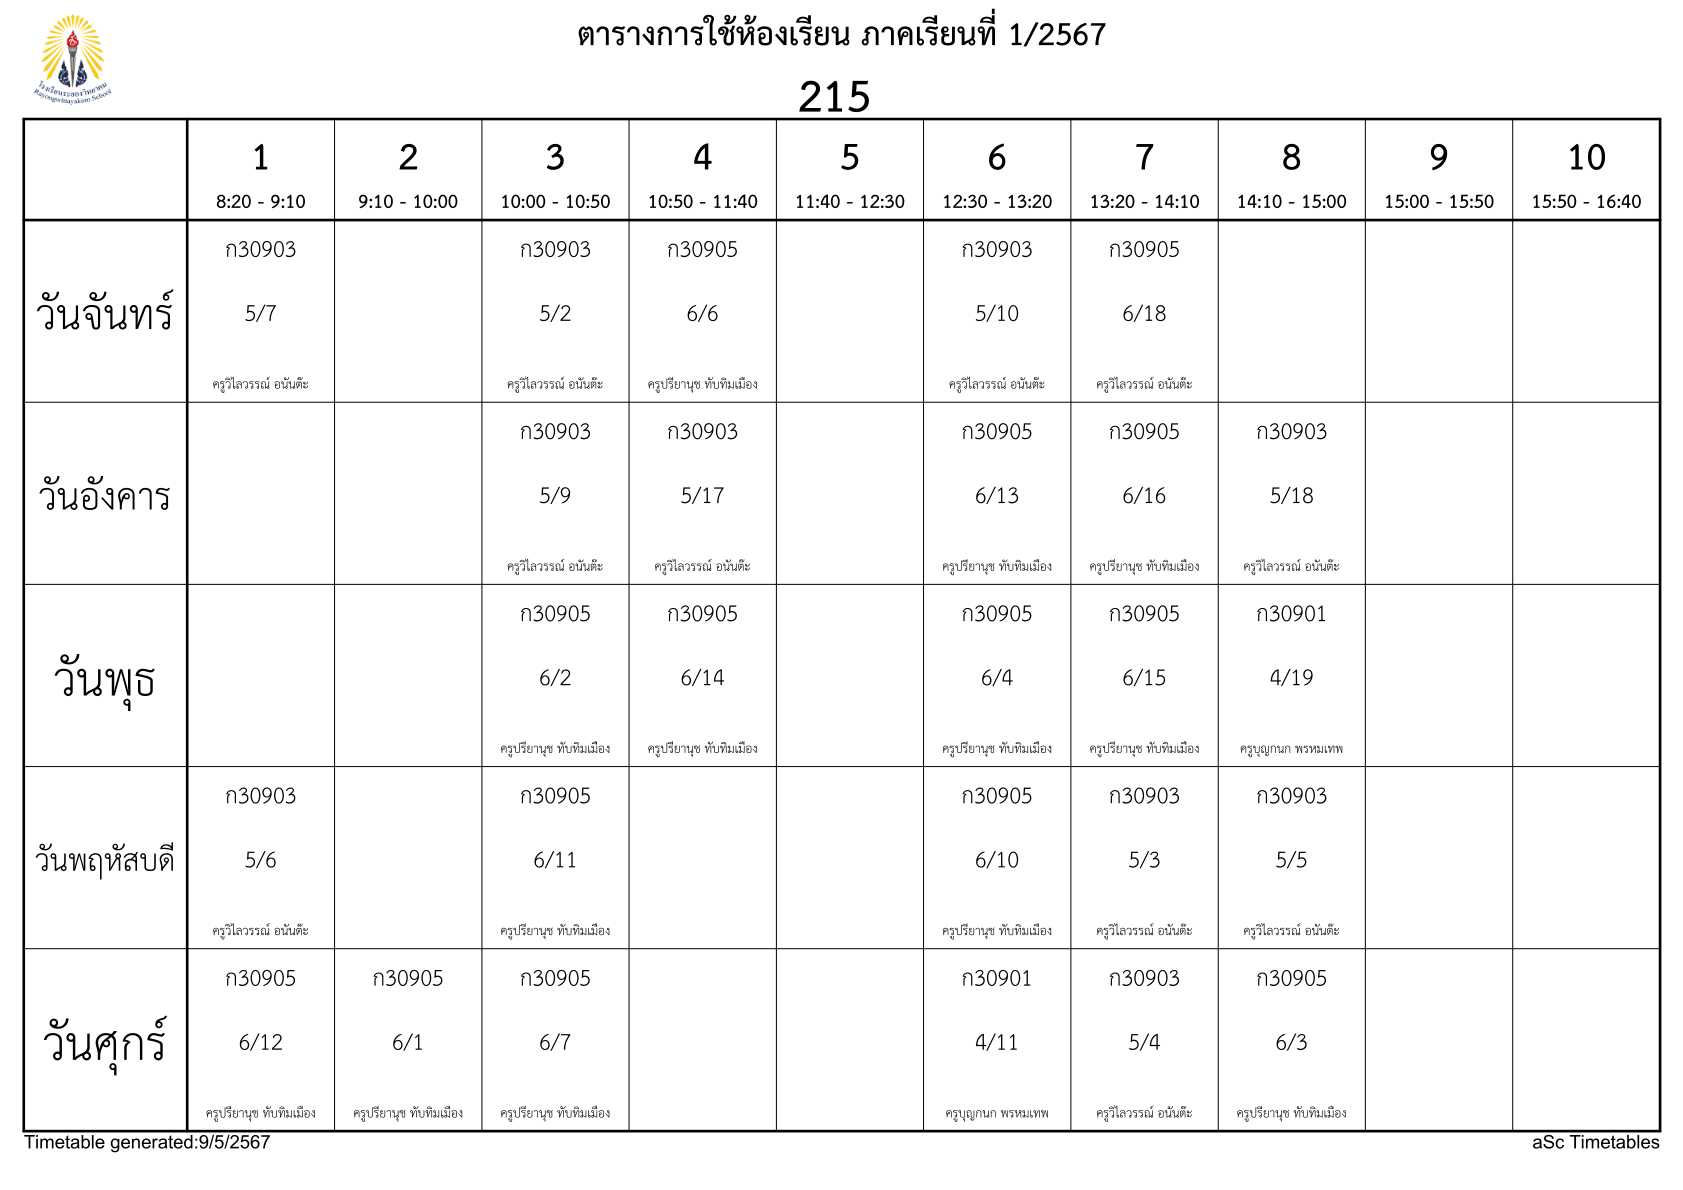 ตารางการใช้ห้องเรียน ภาคเรียนที่ 1/2567
โรงเรียนระยองวิทยาคม
Rayongwittayakom School
215
1 2 3 4 5 6 7 8 9 10
8:20 - 9:10 9:10 - 10:00 10:00 - 10:50 10:50 - 11:40 11:40 - 12:30 12:30 - 13:20 13:20 - 14:10 14:10 - 15:00 15:00 - 15:50 15:50 - 16:40
ก30903 ก30903 ก30905 ก30903 ก30905
วันจันทร์ 5/7 5/2 6/6 5/10 6/18
ครูวิไลวรรณ์ อนันต๊ะ ครูวิไลวรรณ์ อนันต๊ะ ครูปรียานุช ทับทิมเมือง ครูวิไลวรรณ์ อนันต๊ะ ครูวิไลวรรณ์ อนันต๊ะ
ก30903 ก30903 ก30905 ก30905 ก30903
วันอังคาร 5/9 5/17 6/13 6/16 5/18
ครูวิไลวรรณ์ อนันต๊ะ ครูวิไลวรรณ์ อนันต๊ะ ครูปรียานุช ทับทิมเมือง ครูปรียานุช ทับทิมเมือง ครูวิไลวรรณ์ อนันต๊ะ
ก30905 ก30905 ก30905 ก30905 ก30901
วันพุธ 6/2 6/14 6/4 6/15 4/19
ครูปรียานุช ทับทิมเมือง ครูปรียานุช ทับทิมเมือง ครูปรียานุช ทับทิมเมือง ครูปรียานุช ทับทิมเมือง ครูบุญกนก พรหมเทพ
ก30903 ก30905 ก30905 ก30903 ก30903
วันพฤหัสบดี 5/6 6/11 6/10 5/3 5/5
ครูวิไลวรรณ์ อนันต๊ะ ครูปรียานุช ทับทิมเมือง ครูปรียานุช ทับทิมเมือง ครูวิไลวรรณ์ อนันต๊ะ ครูวิไลวรรณ์ อนันต๊ะ
ก30905 ก30905 ก30905 ก30901 ก30903 ก30905
วันศุกร์ 6/12 6/1 6/7 4/11 5/4 6/3
ครูปรียานุช ทับทิมเมือง ครูปรียานุช ทับทิมเมือง ครูปรียานุช ทับทิมเมือง ครูบุญกนก พรหมเทพ ครูวิไลวรรณ์ อนันต๊ะ ครูปรียานุช ทับทิมเมือง
Timetable generated:9/5/2567 aSc Timetables